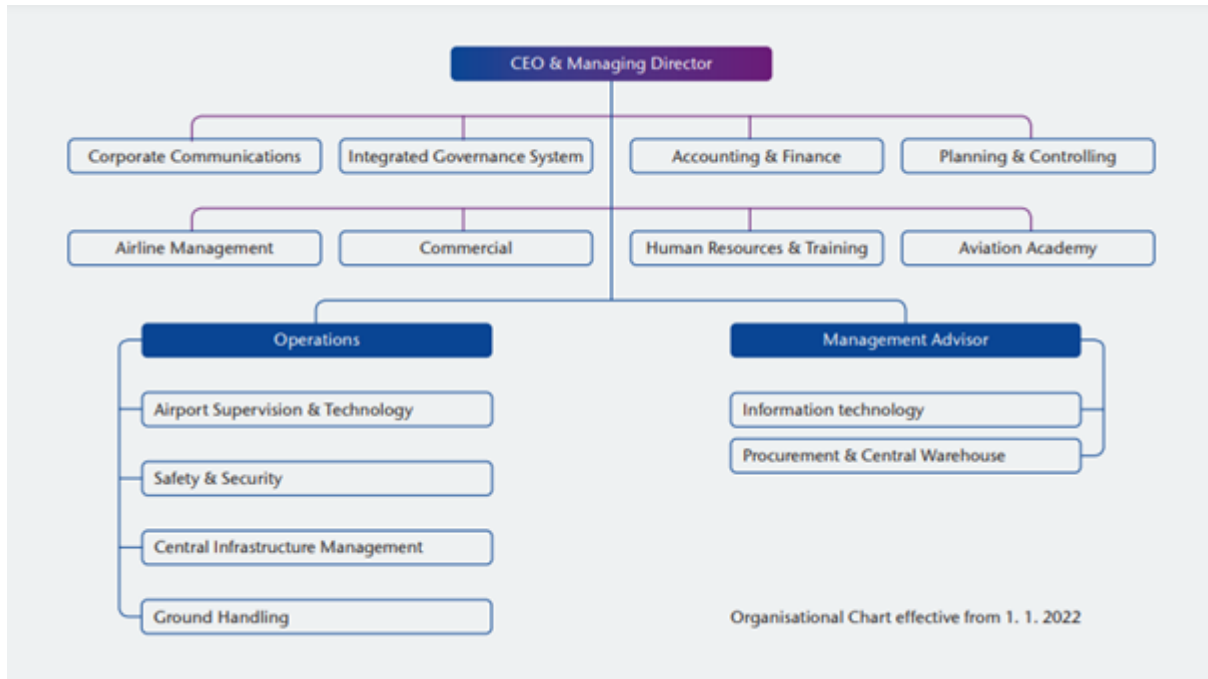 CEO & Managing Director
Corporate Communications
Integrated Governance System
Accounting & Finance
Planning & Controlling
Airline Management
Commercial
Human Resources & Training
Aviation Academy
Operations
Airport Supervision & Technology
Safety & Security
Central Infrastructure Management
Ground Handling
Management Advisor
Information technology
Procurement & Central Warehouse
Organisational Chart effective from 1. 1. 2022